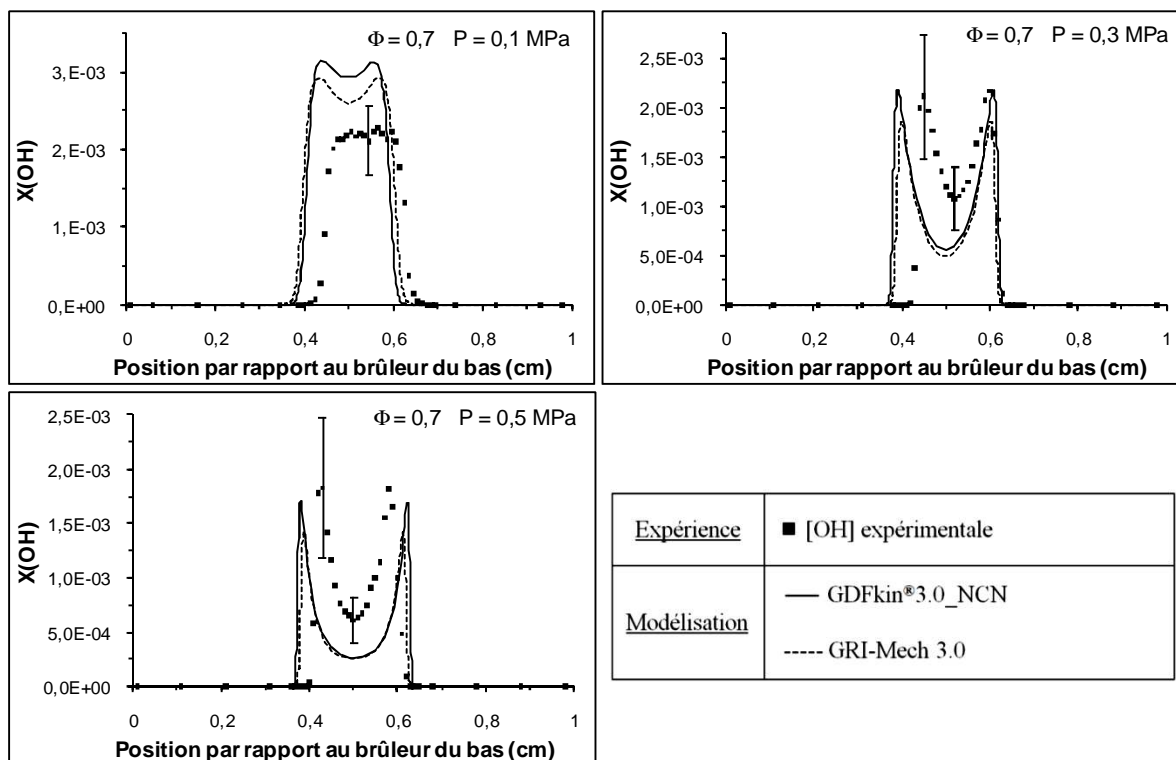 Φ = 0,7 P = 0,1 MPa
X(OH)
3,E-03
2,E-03
1,E-03
0,E+00
0 0,2 0,4 0,6 0,8 1
Position par rapport au brûleur du bas (cm)
Φ = 0,7 P = 0,3 MPa
X(OH)
2,5E-03
2,0E-03
1,5E-03
1,0E-03
5,0E-04
0,0E+00
0 0,2 0,4 0,6 0,8 1
Position par rapport au brûleur du bas (cm)
Φ = 0,7 P = 0,5 MPa
X(OH)
2,5E-03
2,0E-03
1,5E-03
1,0E-03
5,0E-04
0,0E+00
0 0,2 0,4 0,6 0,8 1
Position par rapport au brûleur du bas (cm)
Expérience
[OH] expérimentale
Modélisation
GDFkin®3.0_NCN
GRI-Mech 3.0